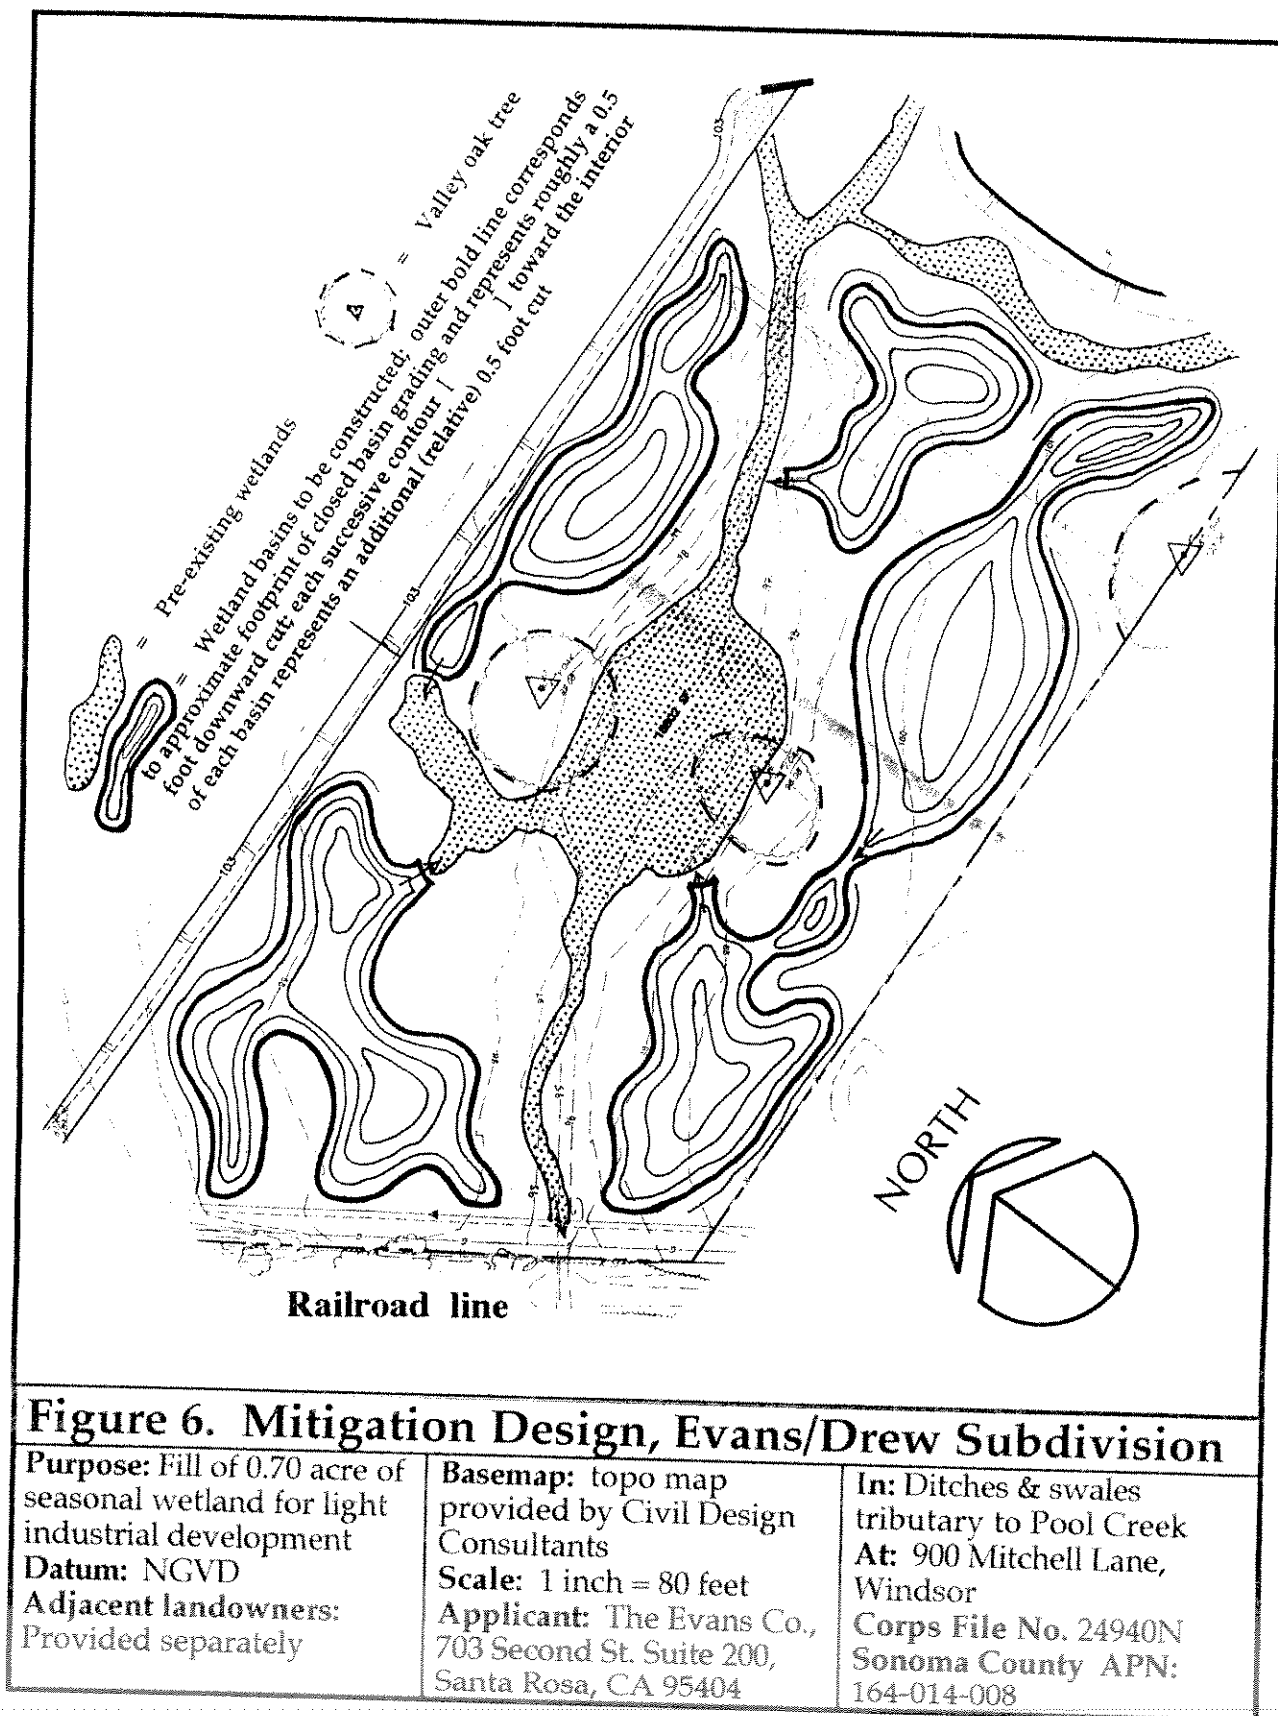 = Valley oak tree
= Pre-existing wetlands
= Wetland basins to be constructed; outer bold line corresponds
to approximate footprint of closed basin grading and represents roughly a 0.5
foot downward cut; each successive contour [ ] toward the interior
of each basin represents an additional (relative) 0.5 foot cut
103
103
103
NORTH
Railroad line
Figure 6. Mitigation Design, Evans/Drew Subdivision
Purpose: Fill of 0.70 acre of
seasonal wetland for light
industrial development
Datum: NGVD
Adjacent landowners:
Provided separately
Basemap: topo map
provided by Civil Design
Consultants
Scale: 1 inch = 80 feet
Applicant: The Evans Co.,
703 Second St. Suite 200,
Santa Rosa, CA 95404
In: Ditches & swales
tributary to Pool Creek
At: 900 Mitchell Lane,
Windsor
Corps File No. 24940N
Sonoma County APN:
164-014-008